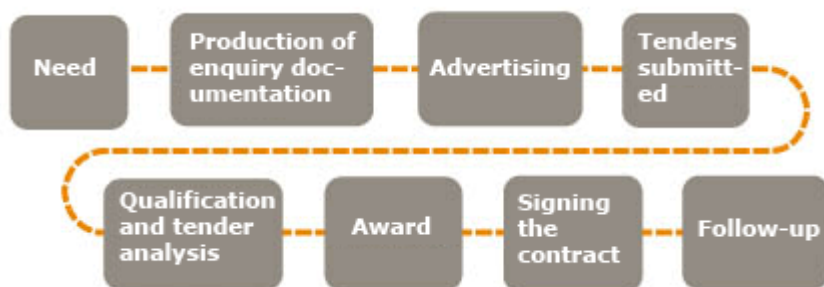 Need
Production of
enquiry doc-
umentation
Advertising
Tenders
submitt-
ed
Qualification
and tender
analysis
Award
Signing
the
contract
Follow-up